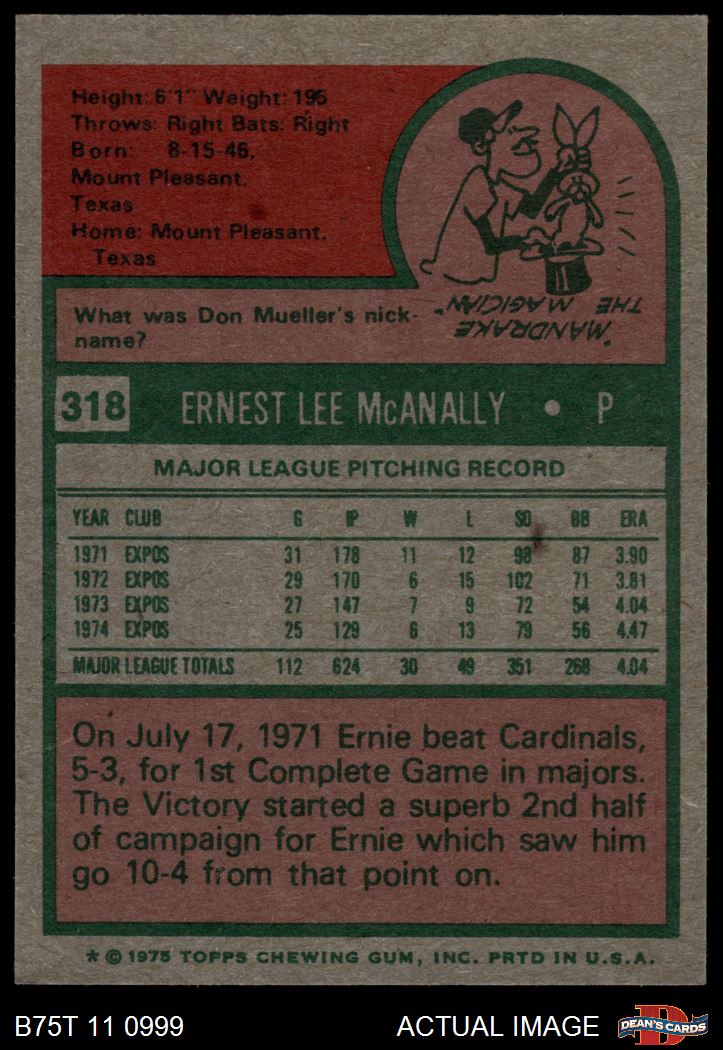 Height: 6'1" Weight: 195
Throws: Right Bats: Right
Born: 8-15-46,
Mount Pleasant,
Texas
Home: Mount Pleasant,
Texas
What was Don Mueller's nick-
name?
"MANDRAKE
THE MAGICIAN"
318 ERNEST LEE McANALLY • P
MAJOR LEAGUE PITCHING RECORD
YEAR CLUB G IP W L SO BB ERA
1971 EXPOS 31 178 11 12 98 87 3.90
1972 EXPOS 29 170 6 15 102 71 3.81
1973 EXPOS 27 147 7 9 72 54 4.04
1974 EXPOS 25 129 6 13 79 56 4.47
MAJOR LEAGUE TOTALS 112 624 30 49 351 268 4.04
On July 17, 1971 Ernie beat Cardinals,
5-3, for 1st Complete Game in majors.
The Victory started a superb 2nd half
of campaign for Ernie which saw him
go 10-4 from that point on.
* © 1975 TOPPS CHEWING GUM, INC. PRTD IN U.S.A.
B75T 11 0999 ACTUAL IMAGE D DEAN'S CARDS